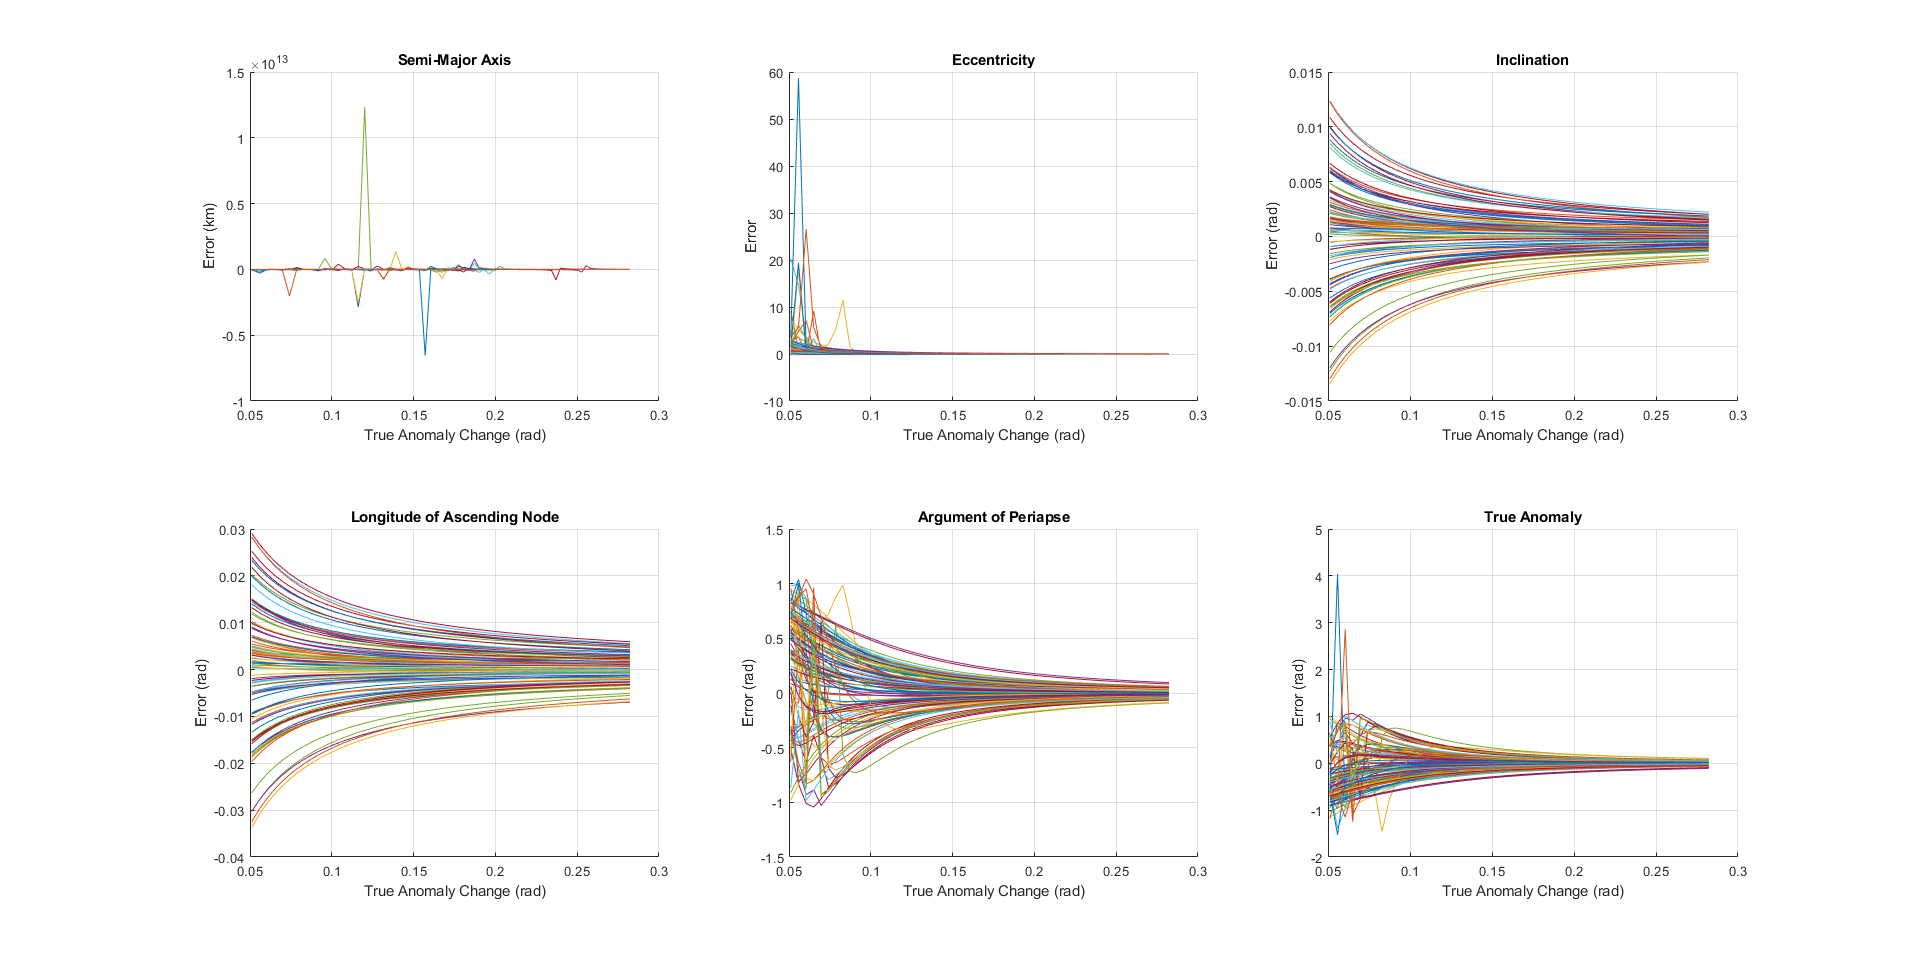 Semi-Major Axis
×10^13
1.5
1
0.5
0
-0.5
-1
Error (km)
0.05 0.1 0.15 0.2 0.25 0.3
True Anomaly Change (rad)
Eccentricity
60
50
40
30
20
10
0
-10
Error
0.05 0.1 0.15 0.2 0.25 0.3
True Anomaly Change (rad)
Inclination
0.015
0.01
0.005
0
-0.005
-0.01
-0.015
Error (rad)
0.05 0.1 0.15 0.2 0.25 0.3
True Anomaly Change (rad)
Longitude of Ascending Node
0.03
0.02
0.01
0
-0.01
-0.02
-0.03
-0.04
Error (rad)
0.05 0.1 0.15 0.2 0.25 0.3
True Anomaly Change (rad)
Argument of Periapse
1.5
1
0.5
0
-0.5
-1
-1.5
Error (rad)
0.05 0.1 0.15 0.2 0.25 0.3
True Anomaly Change (rad)
True Anomaly
5
4
3
2
1
0
-1
-2
Error (rad)
0.05 0.1 0.15 0.2 0.25 0.3
True Anomaly Change (rad)